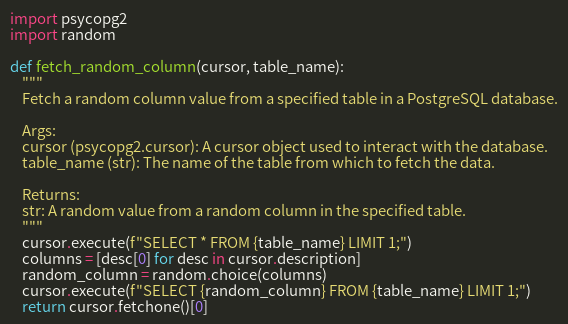 import psycopg2
import random

def fetch_random_column(cursor, table_name):
    """
    Fetch a random column value from a specified table in a PostgreSQL database.

    Args:
    cursor (psycopg2.cursor): A cursor object used to interact with the database.
    table_name (str): The name of the table from which to fetch the data.

    Returns:
    str: A random value from a random column in the specified table.
    """
    cursor.execute(f"SELECT * FROM {table_name} LIMIT 1;")
    columns = [desc[0] for desc in cursor.description]
    random_column = random.choice(columns)
    cursor.execute(f"SELECT {random_column} FROM {table_name} LIMIT 1;")
    return cursor.fetchone()[0]